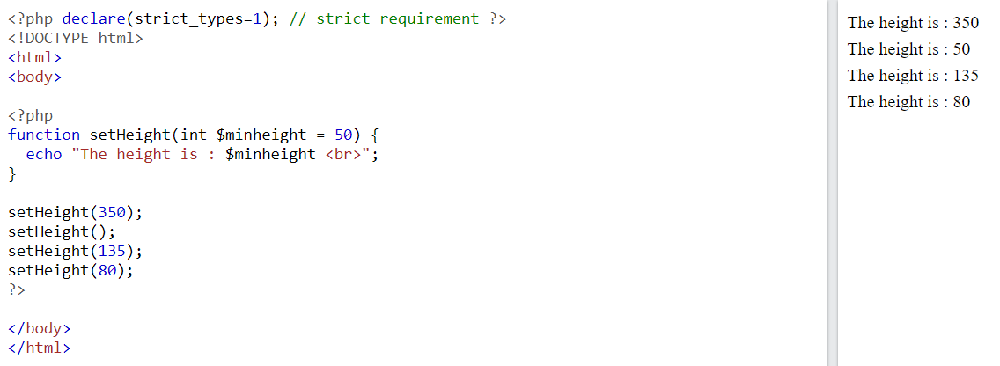 <?php declare(strict_types=1); // strict requirement ?>
<!DOCTYPE html>
<html>
<body>

<?php
function setHeight(int $minheight = 50) {
  echo "The height is : $minheight <br>";
}

setHeight(350);
setHeight();
setHeight(135);
setHeight(80);
?>

</body>
</html>

The height is : 350
The height is : 50
The height is : 135
The height is : 80